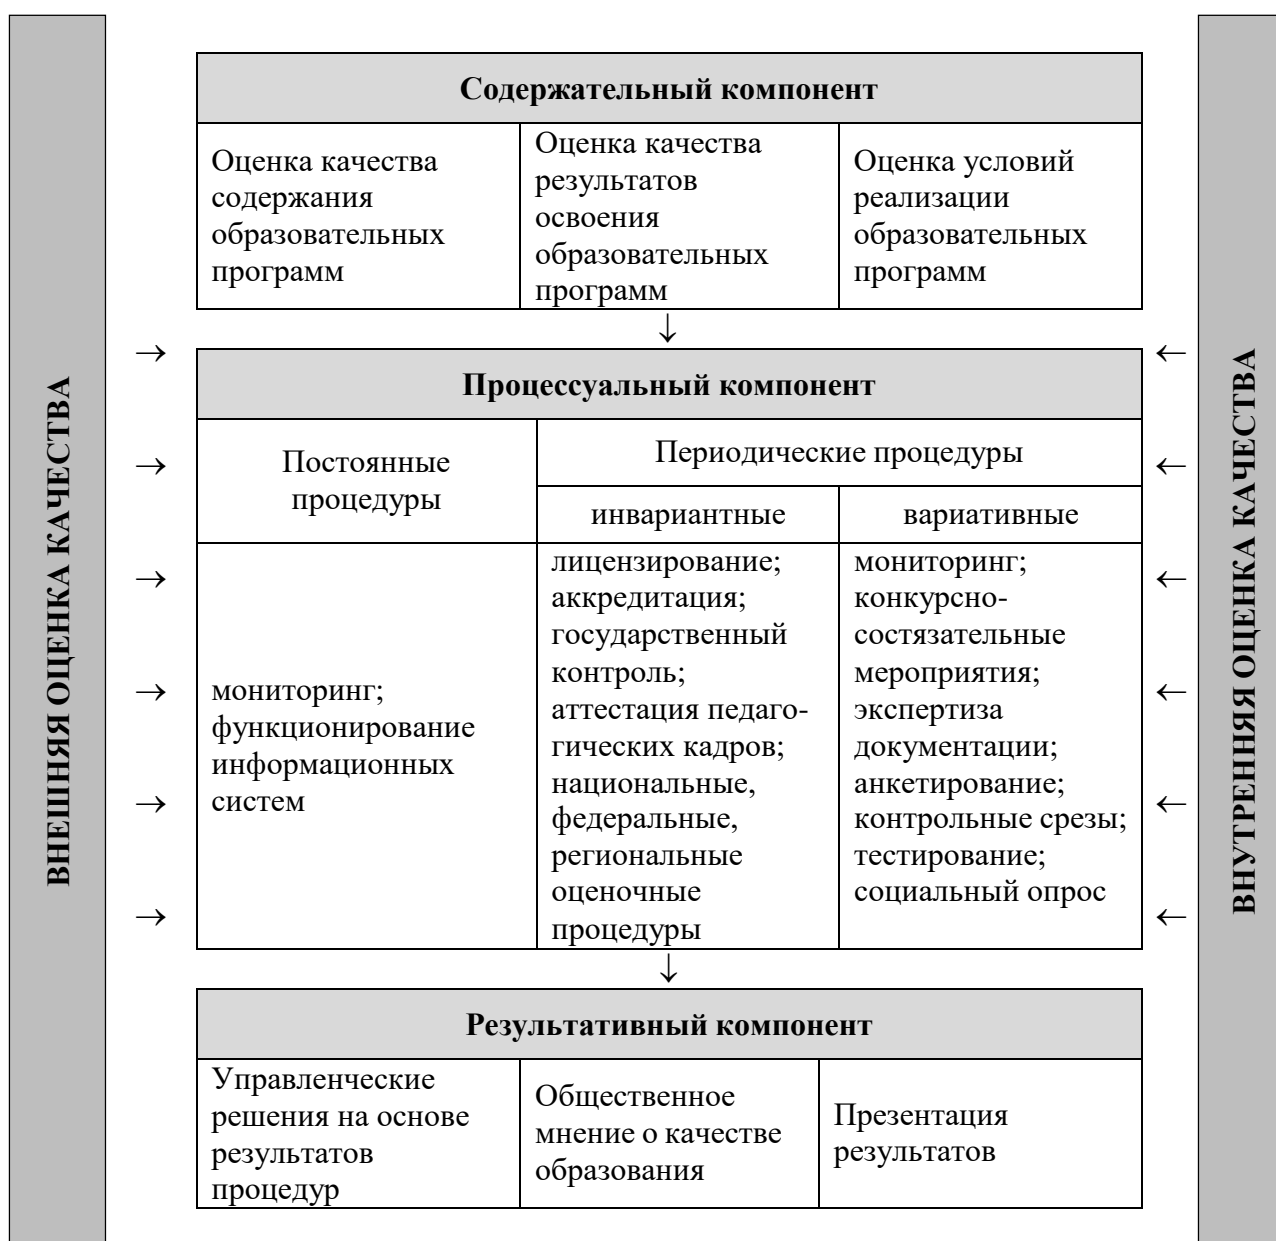 ВНЕШНЯЯ ОЦЕНКА КАЧЕСТВА
Содержательный компонент
Оценка качества
содержания
образовательных
программ
Оценка качества
результатов
освоения
образовательных
программ
Оценка условий
реализации
образовательных
программ
↓
Процессуальный компонент
Постоянные
процедуры
Периодические процедуры
инвариантные
вариативные
мониторинг;
функционирование
информационных
систем
лицензирование;
аккредитация;
государственный
контроль;
аттестация педаго-
гических кадров;
национальные,
федеральные,
региональные
оценочные
процедуры
мониторинг;
конкурсно-
состязательные
мероприятия;
экспертиза
документации;
анкетирование;
контрольные срезы;
тестирование;
социальный опрос
↓
Результативный компонент
Управленческие
решения на основе
результатов
процедур
Общественное
мнение о качестве
образования
Презентация
результатов
ВНУТРЕННЯЯ ОЦЕНКА КАЧЕСТВА